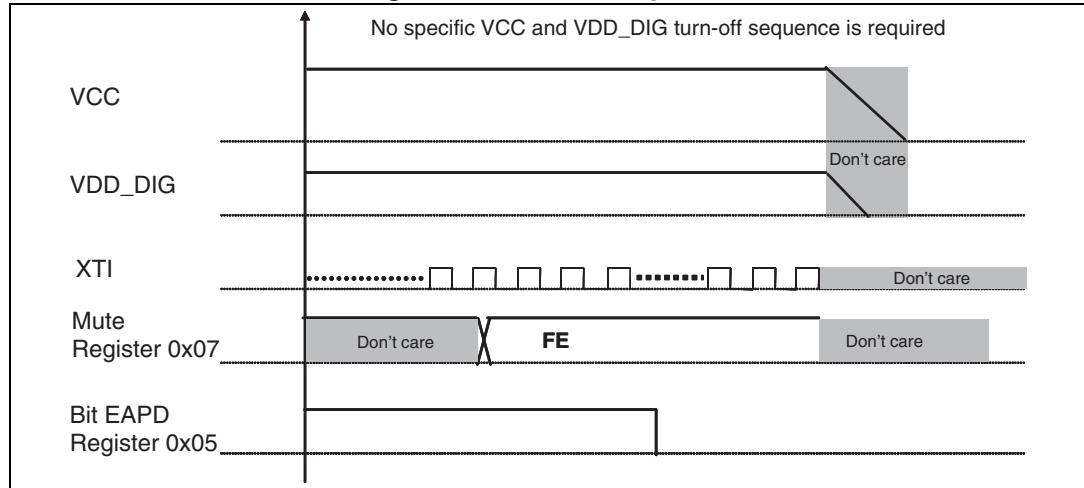 No specific VCC and VDD_DIG turn-off sequence is required
VCC
Don't care
VDD_DIG
XTI
Don't care
Mute
Register 0x07
Don't care
FE
Don't care
Bit EAPD
Register 0x05